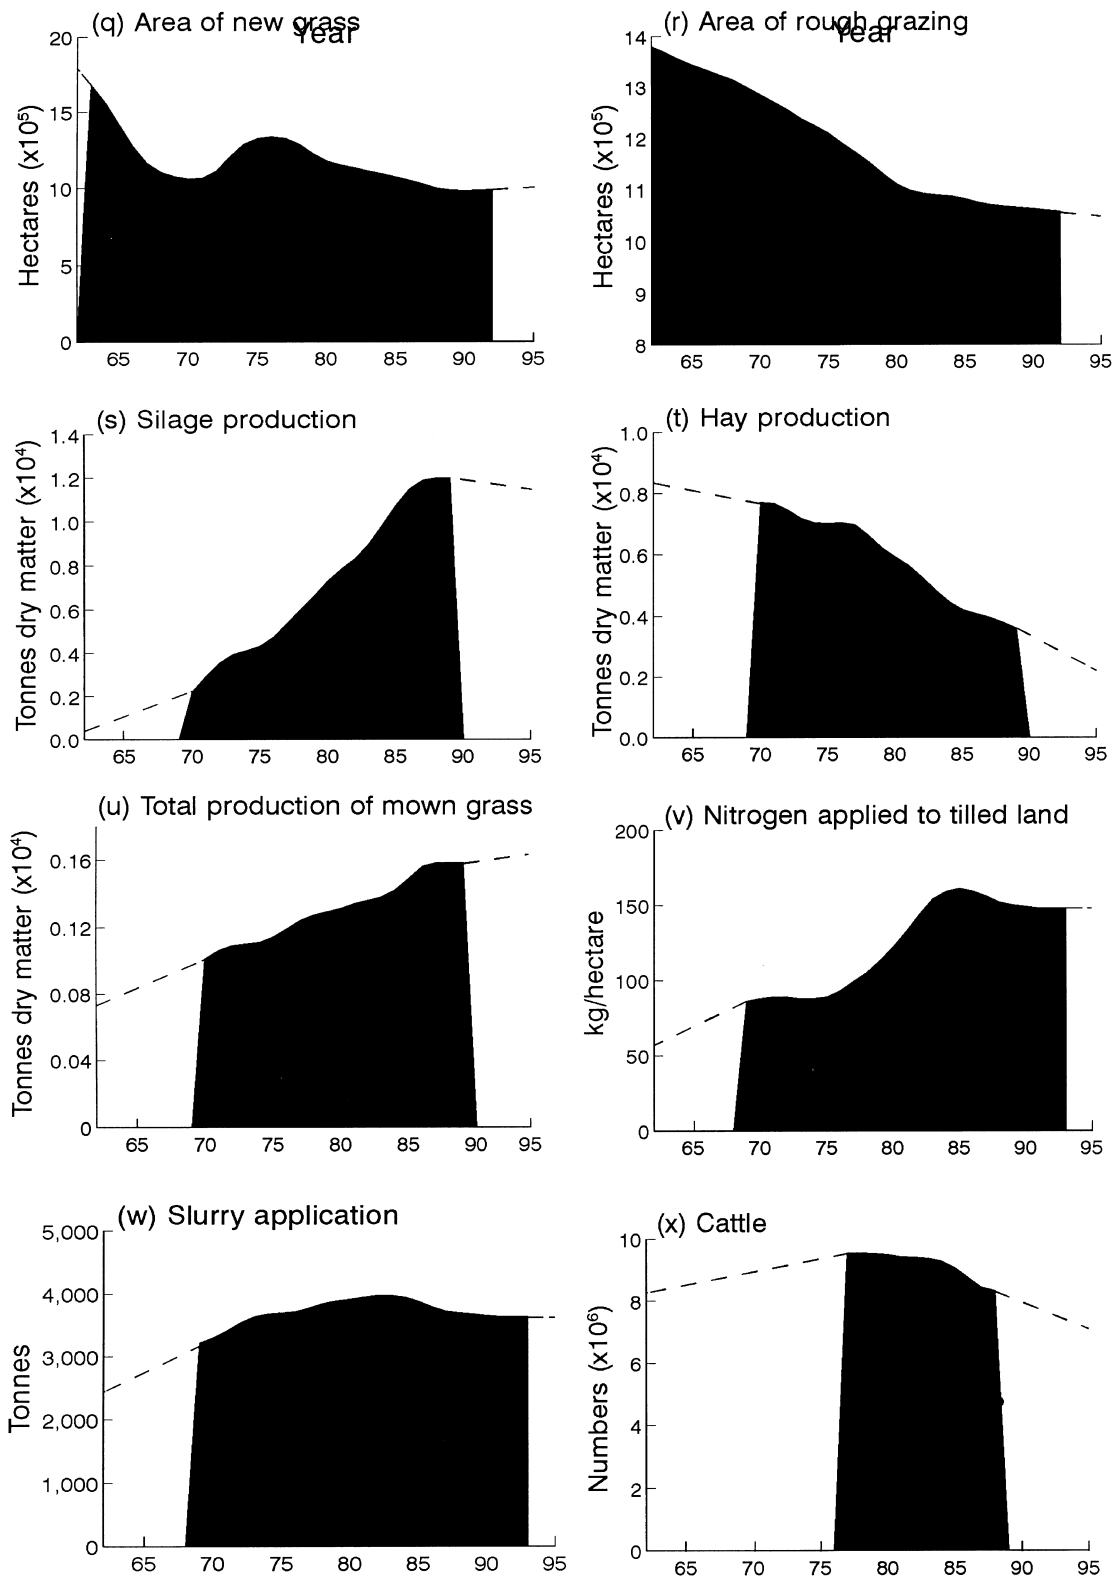 (q) Area of new grass
Year
Hectares (x10⁵)
20
15
10
5
0
65 70 75 80 85 90 95
(r) Area of rough grazing
Year
Hectares (x10⁵)
14
13
12
11
10
9
8
65 70 75 80 85 90 95
(s) Silage production
Tonnes dry matter (x10⁴)
1.4
1.2
1.0
0.8
0.6
0.4
0.2
0.0
65 70 75 80 85 90 95
(t) Hay production
Tonnes dry matter (x10⁴)
1.0
0.8
0.6
0.4
0.2
0.0
65 70 75 80 85 90 95
(u) Total production of mown grass
Tonnes dry matter (x10⁴)
0.16
0.12
0.08
0.04
0
65 70 75 80 85 90 95
(v) Nitrogen applied to tilled land
kg/hectare
200
150
100
50
0
65 70 75 80 85 90 95
(w) Slurry application
Tonnes
5,000
4,000
3,000
2,000
1,000
0
65 70 75 80 85 90 95
(x) Cattle
Numbers (x10⁶)
10
8
6
4
2
0
65 70 75 80 85 90 95